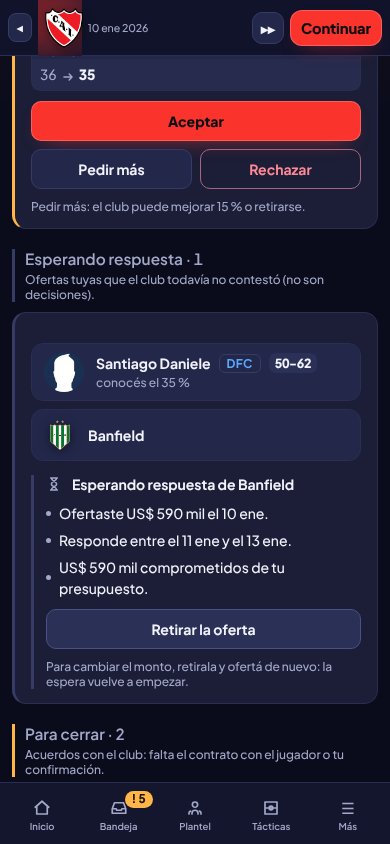 ◂
C.A.I.
10 ene 2026
▸▸
Continuar
36 → 35
Aceptar
Pedir más
Rechazar
Pedir más: el club puede mejorar 15 % o retirarse.
Esperando respuesta · 1
Ofertas tuyas que el club todavía no contestó (no son
decisiones).
Santiago Daniele DFC 50–62
conocés el 35 %
Banfield
Esperando respuesta de Banfield
• Ofertaste US$ 590 mil el 10 ene.
• Responde entre el 11 ene y el 13 ene.
• US$ 590 mil comprometidos de tu
presupuesto.
Retirar la oferta
Para cambiar el monto, retirala y ofertá de nuevo: la
espera vuelve a empezar.
Para cerrar · 2
Acuerdos con el club: falta el contrato con el jugador o tu
confirmación.
! 5
Inicio
Bandeja
Plantel
Tácticas
Más